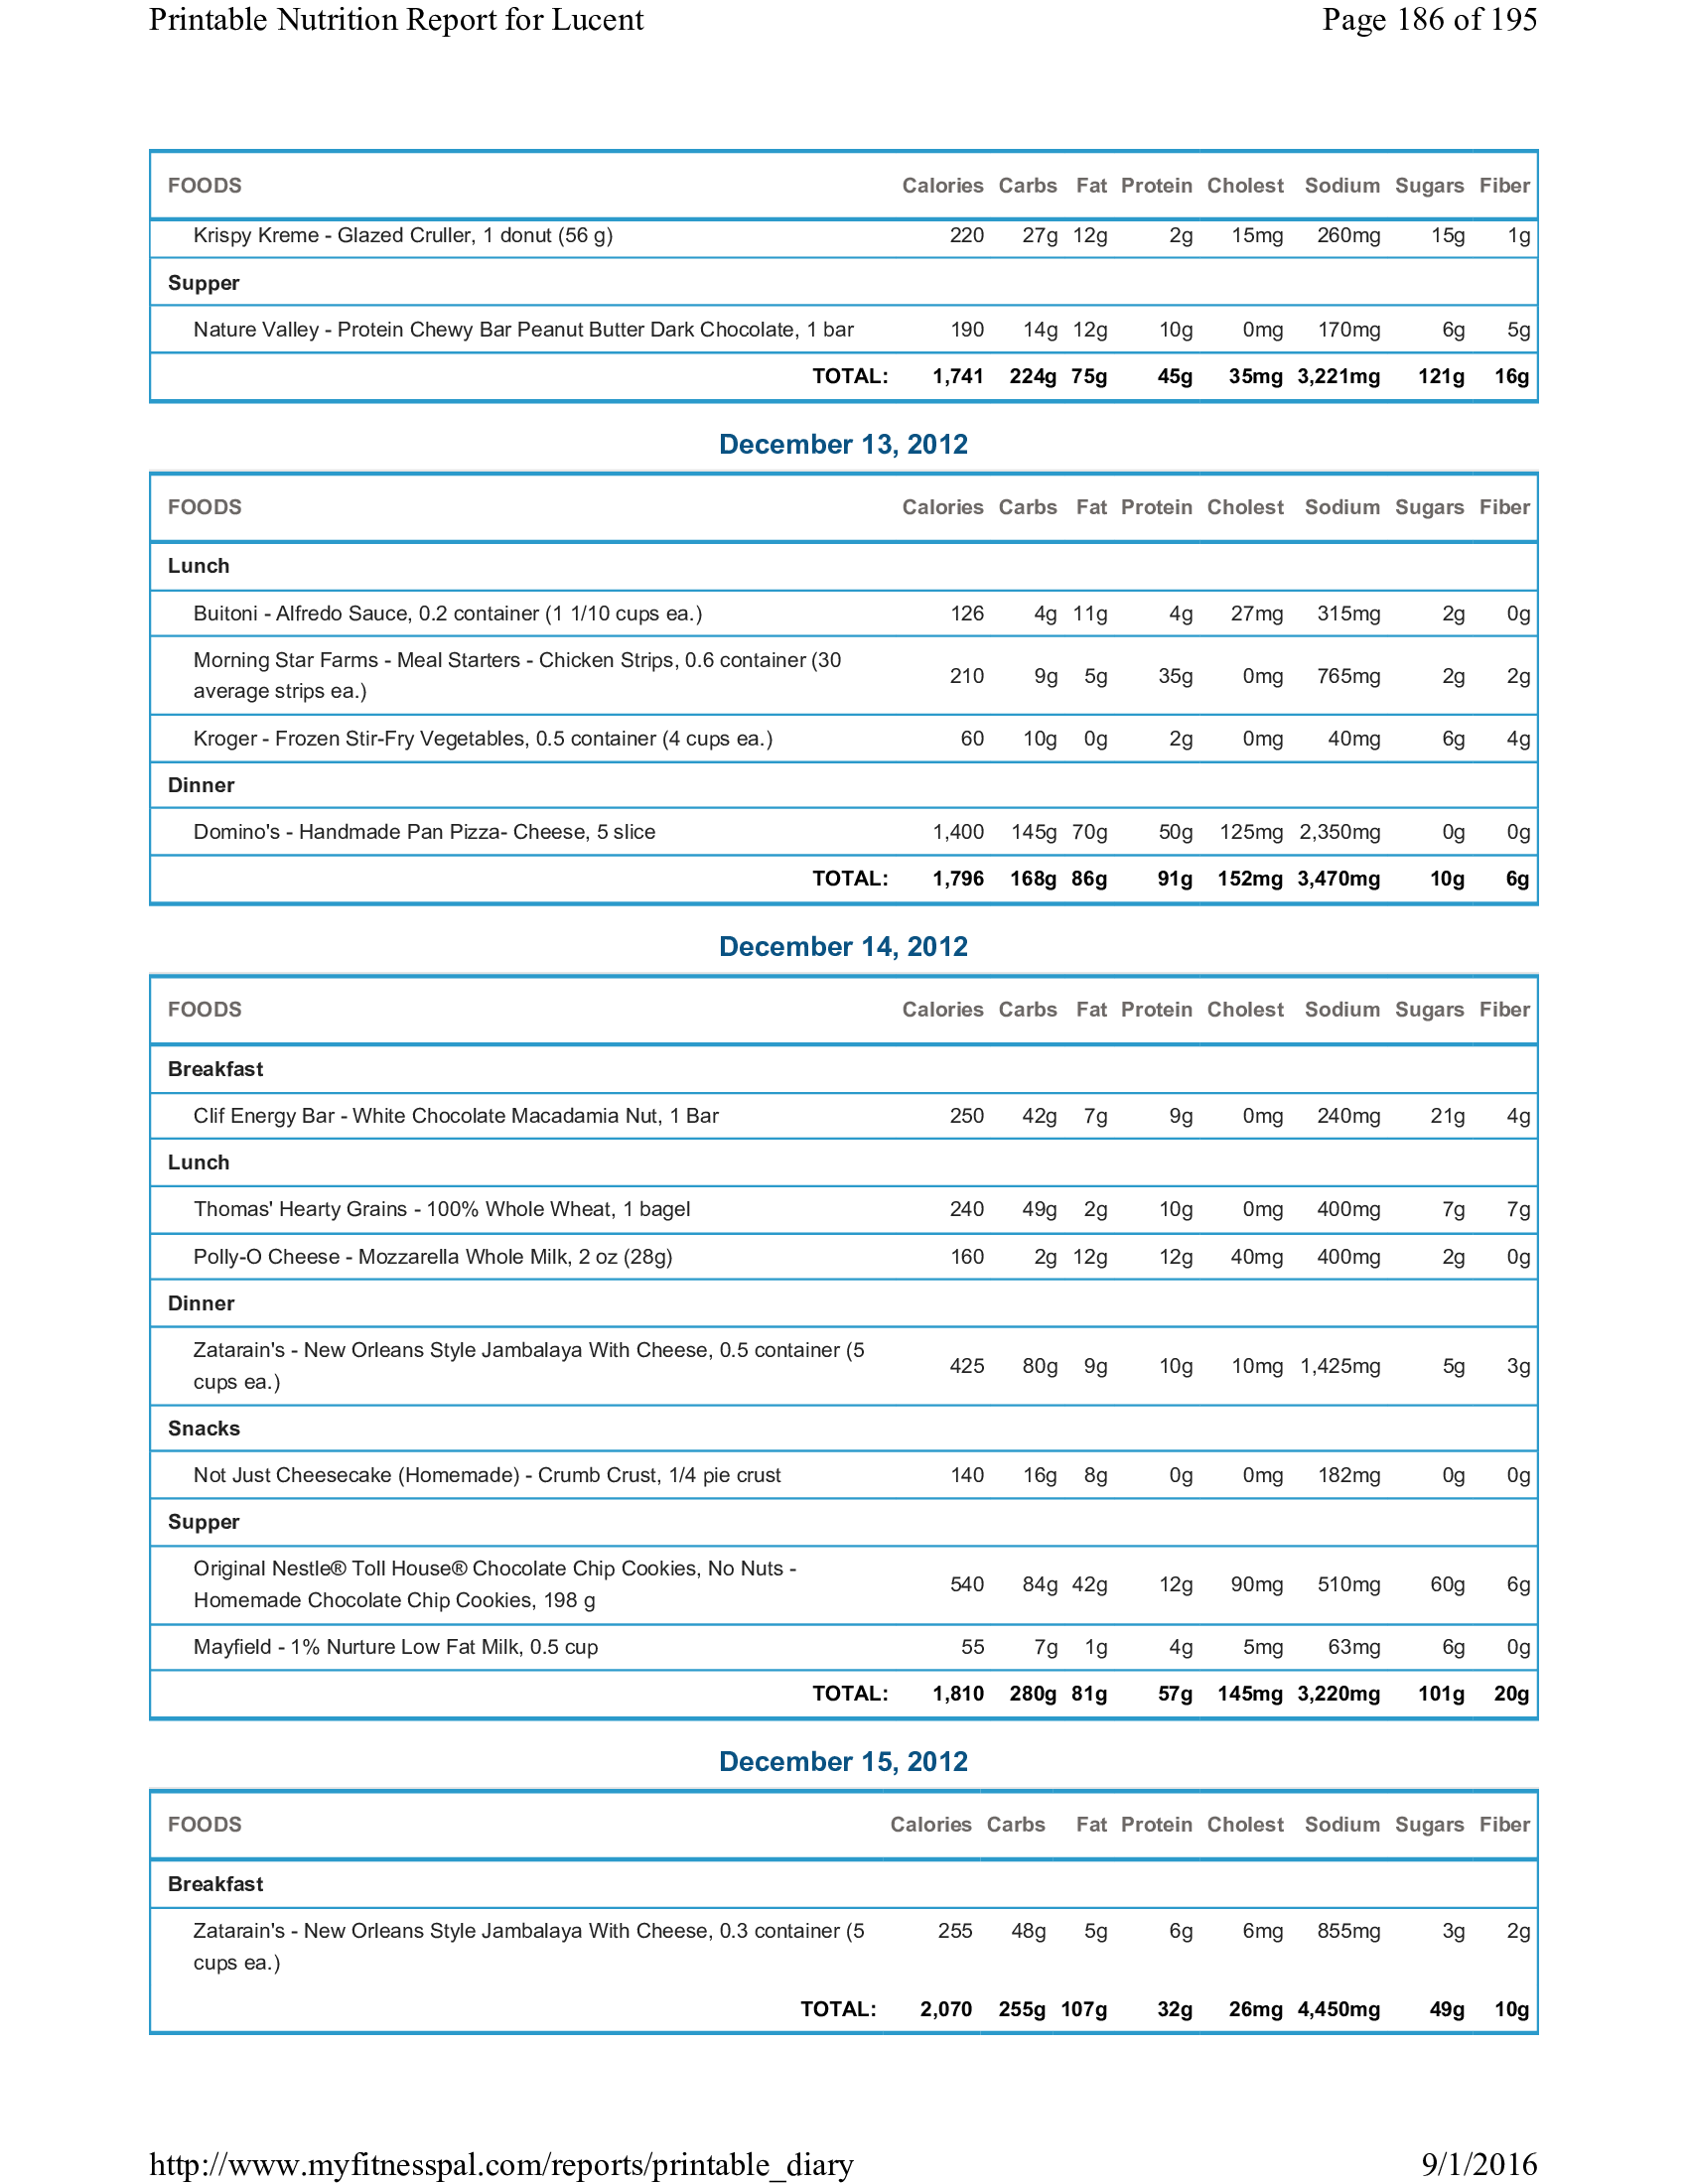 Printable Nutrition Report for Lucent Page 186 of 195
FOODS Calories Carbs Fat Protein Cholest Sodium Sugars Fiber
Krispy Kreme - Glazed Cruller, 1 donut (56 g) 220 27g 12g 2g 15mg 260mg 15g 1g
Supper
Nature Valley - Protein Chewy Bar Peanut Butter Dark Chocolate, 1 bar 190 14g 12g 10g 0mg 170mg 6g 5g
TOTAL: 1,741 224g 75g 45g 35mg 3,221mg 121g 16g
December 13, 2012
FOODS Calories Carbs Fat Protein Cholest Sodium Sugars Fiber
Lunch
Buitoni - Alfredo Sauce, 0.2 container (1 1/10 cups ea.) 126 4g 11g 4g 27mg 315mg 2g 0g
Morning Star Farms - Meal Starters - Chicken Strips, 0.6 container (30
average strips ea.) 210 9g 5g 35g 0mg 765mg 2g 2g
Kroger - Frozen Stir-Fry Vegetables, 0.5 container (4 cups ea.) 60 10g 0g 2g 0mg 40mg 6g 4g
Dinner
Domino's - Handmade Pan Pizza- Cheese, 5 slice 1,400 145g 70g 50g 125mg 2,350mg 0g 0g
TOTAL: 1,796 168g 86g 91g 152mg 3,470mg 10g 6g
December 14, 2012
FOODS Calories Carbs Fat Protein Cholest Sodium Sugars Fiber
Breakfast
Clif Energy Bar - White Chocolate Macadamia Nut, 1 Bar 250 42g 7g 9g 0mg 240mg 21g 4g
Lunch
Thomas' Hearty Grains - 100% Whole Wheat, 1 bagel 240 49g 2g 10g 0mg 400mg 7g 7g
Polly-O Cheese - Mozzarella Whole Milk, 2 oz (28g) 160 2g 12g 12g 40mg 400mg 2g 0g
Dinner
Zatarain's - New Orleans Style Jambalaya With Cheese, 0.5 container (5
cups ea.) 425 80g 9g 10g 10mg 1,425mg 5g 3g
Snacks
Not Just Cheesecake (Homemade) - Crumb Crust, 1/4 pie crust 140 16g 8g 0g 0mg 182mg 0g 0g
Supper
Original Nestle® Toll House® Chocolate Chip Cookies, No Nuts -
Homemade Chocolate Chip Cookies, 198 g 540 84g 42g 12g 90mg 510mg 60g 6g
Mayfield - 1% Nurture Low Fat Milk, 0.5 cup 55 7g 1g 4g 5mg 63mg 6g 0g
TOTAL: 1,810 280g 81g 57g 145mg 3,220mg 101g 20g
December 15, 2012
FOODS Calories Carbs Fat Protein Cholest Sodium Sugars Fiber
Breakfast
Zatarain's - New Orleans Style Jambalaya With Cheese, 0.3 container (5 255 48g 5g 6g 6mg 855mg 3g 2g
cups ea.)
TOTAL: 2,070 255g 107g 32g 26mg 4,450mg 49g 10g
http://www.myfitnesspal.com/reports/printable_diary 9/1/2016